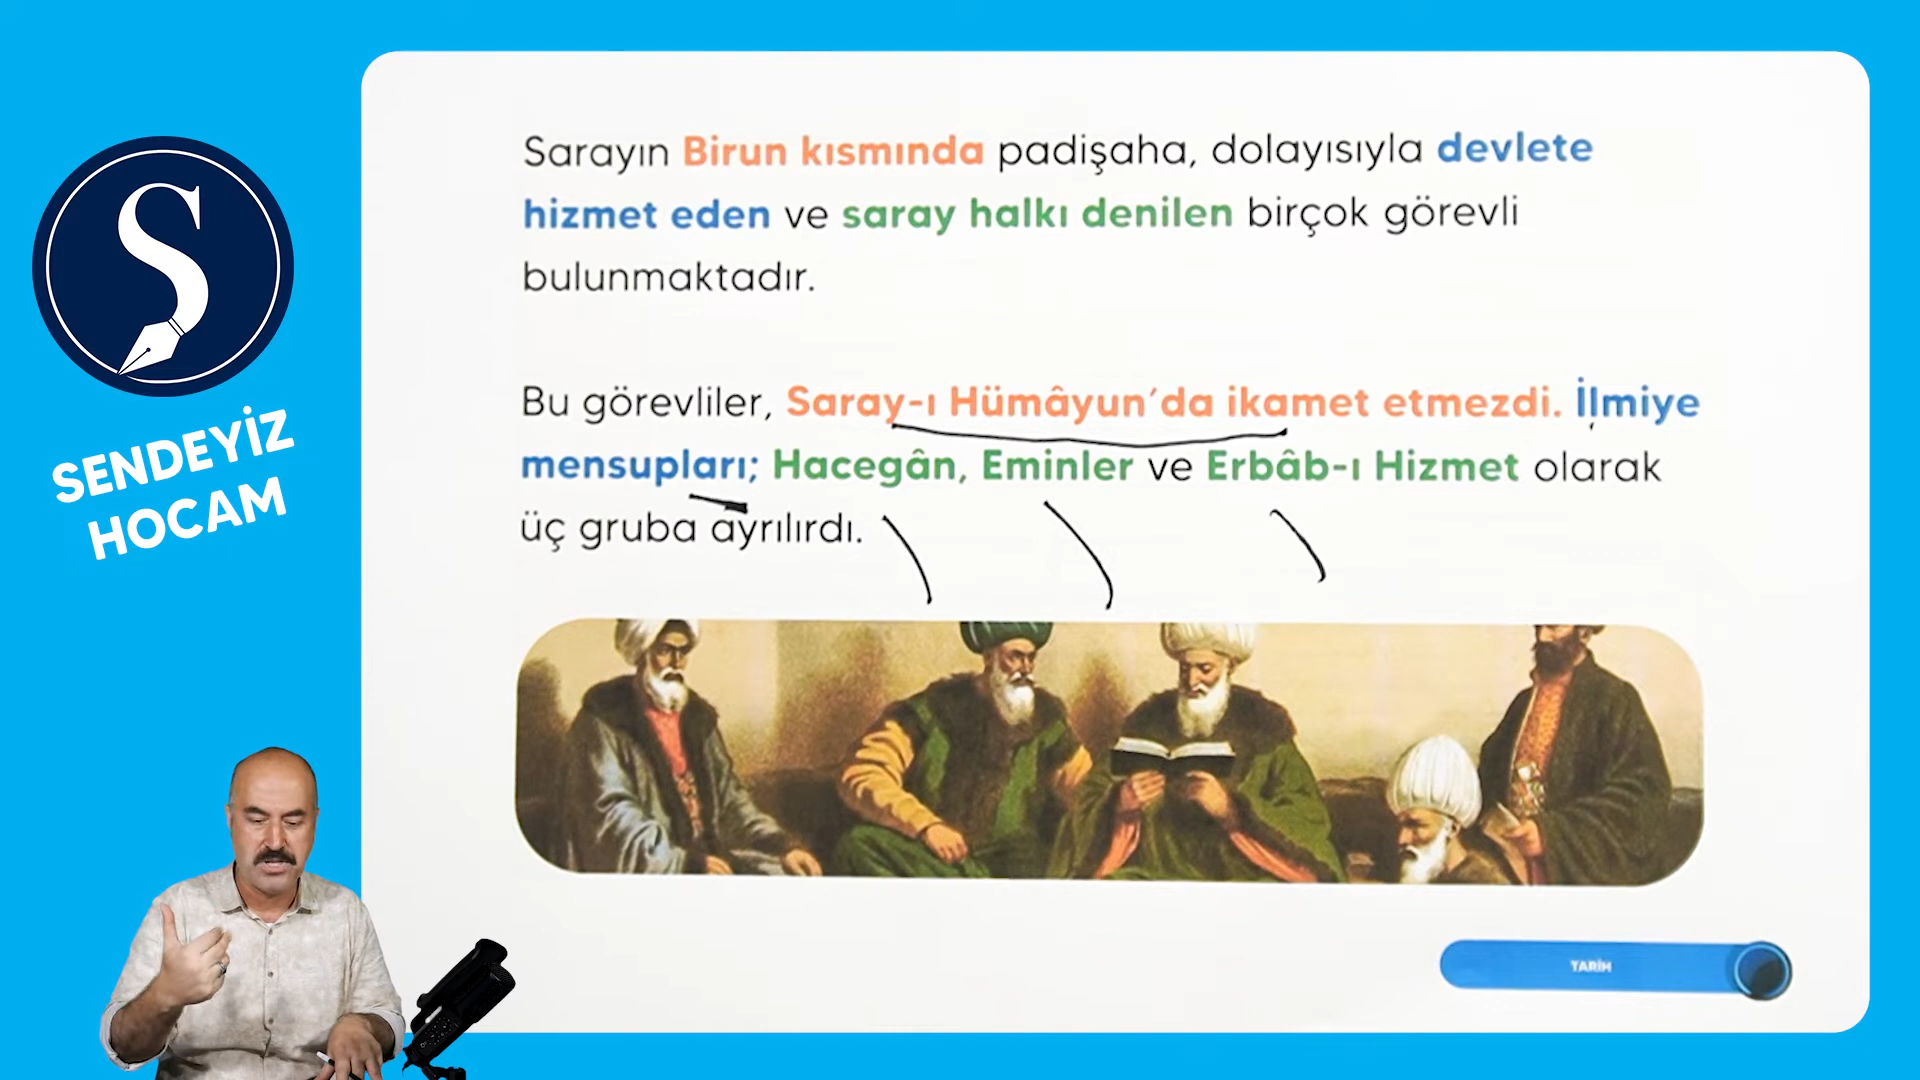 S
SENDEYİZ
HOCAM
Sarayın Birun kısmında padişaha, dolayısıyla devlete
hizmet eden ve saray halkı denilen birçok görevli
bulunmaktadır.
Bu görevliler, Saray-ı Hümâyun'da ikamet etmezdi. İlmiye
mensupları; Hacegân, Eminler ve Erbâb-ı Hizmet olarak
üç gruba ayrılırdı.
TARİH